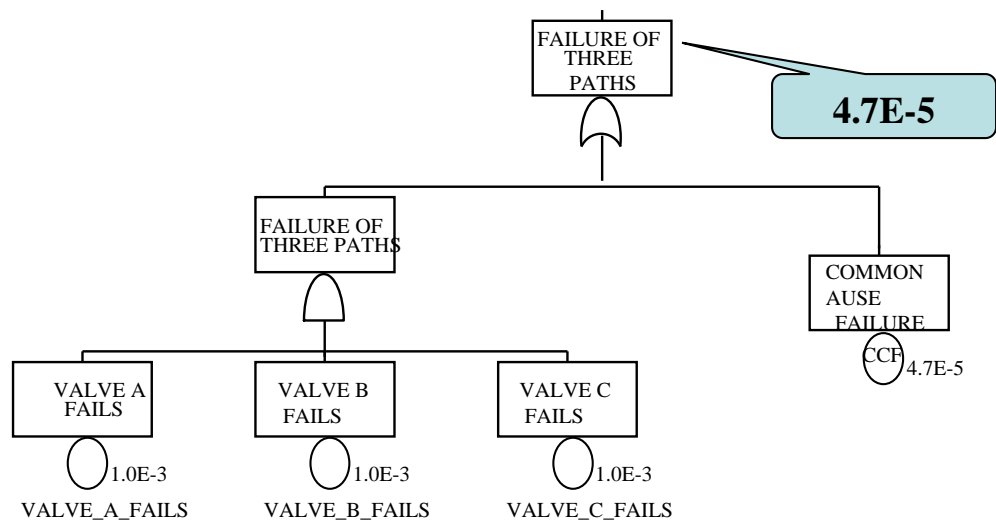 FAILURE OF
THREE
PATHS
4.7E-5
FAILURE OF
THREE PATHS
COMMON
AUSE
FAILURE
CCF
4.7E-5
VALVE A
FAILS
VALVE B
FAILS
VALVE C
FAILS
1.0E-3
1.0E-3
1.0E-3
VALVE_A_FAILS
VALVE_B_FAILS
VALVE_C_FAILS